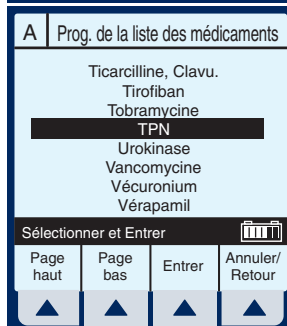 A Prog. de la liste des médicaments
Ticarcilline, Clavu.
Tirofiban
Tobramycine
TPN
Urokinase
Vancomycine
Vécuronium
Vérapamil
Sélectionner et Entrer
Page haut
Page bas
Entrer
Annuler/ Retour